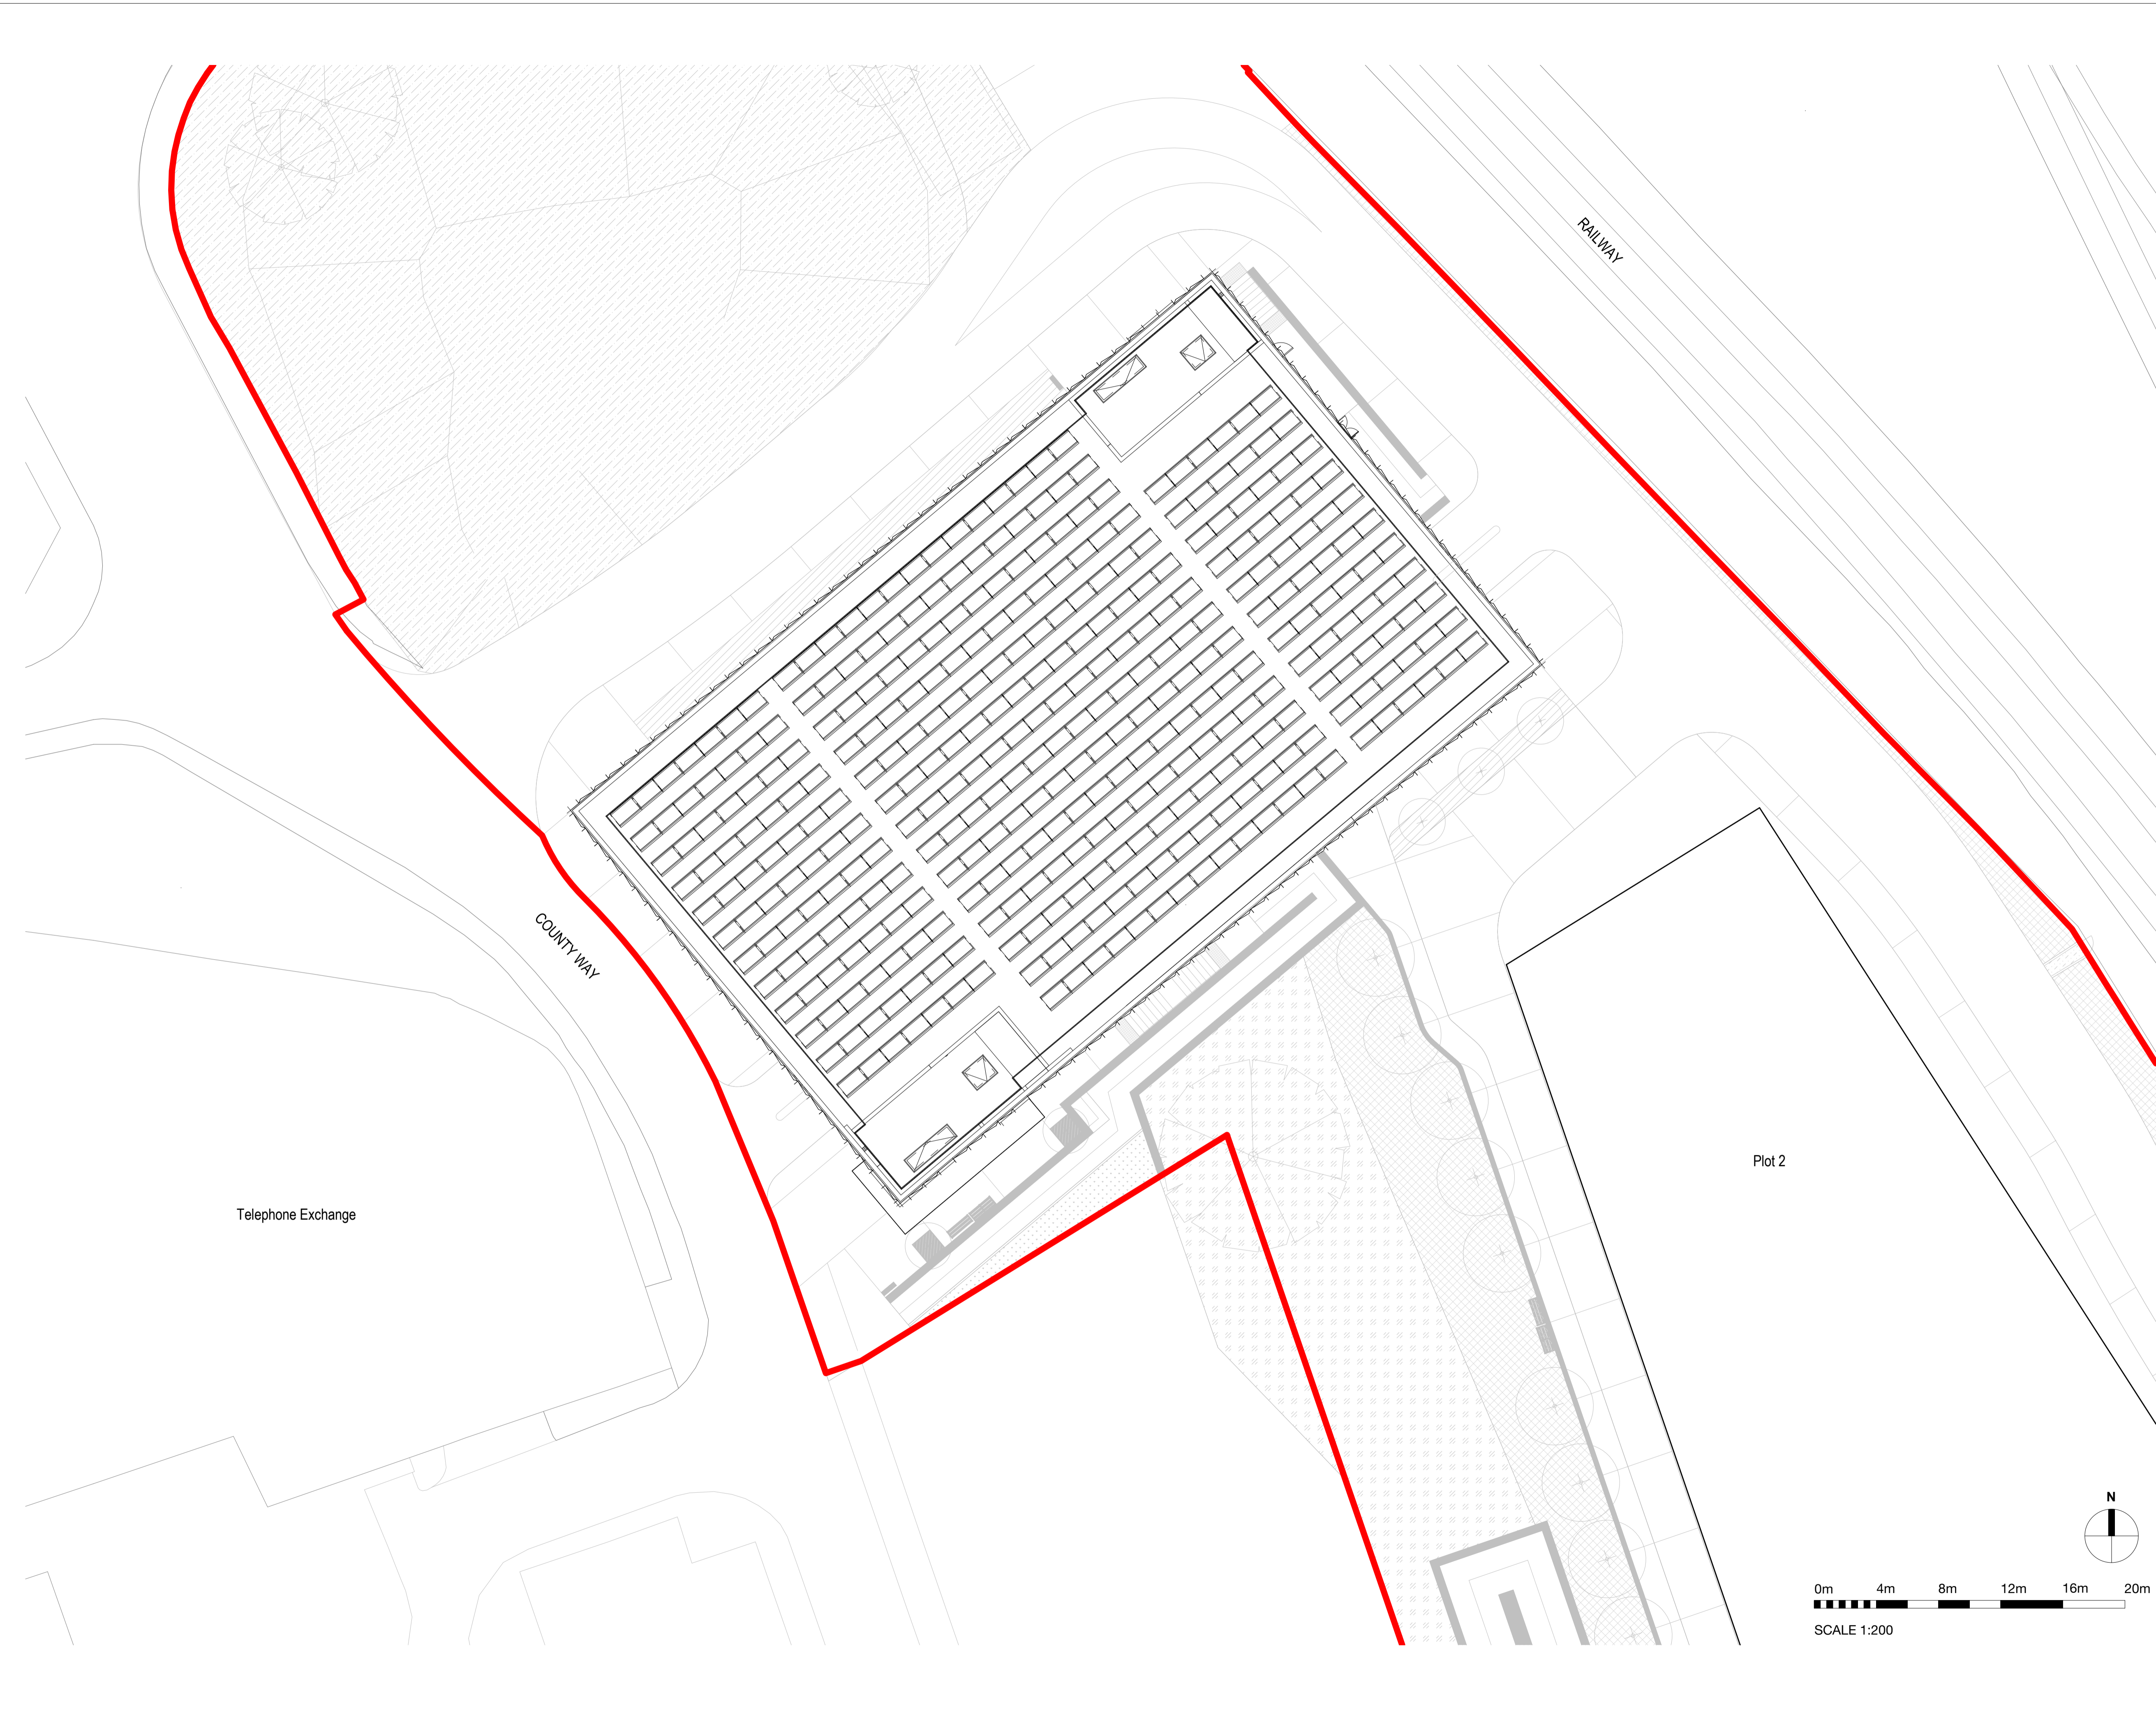 RAILWAY
COUNTY WAY
Plot 2
Telephone Exchange
N
0m 4m 8m 12m 16m 20m
SCALE 1:200